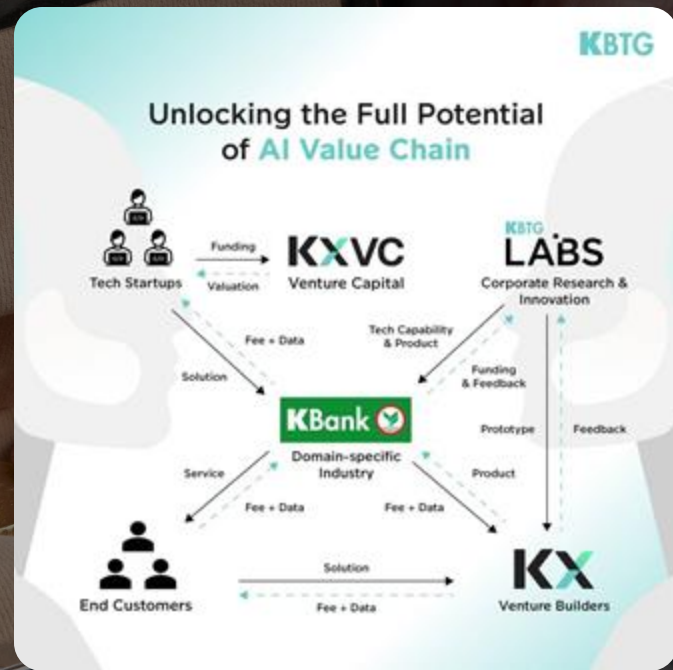 KBTG
Unlocking the Full Potential
of AI Value Chain
Funding
KXVC
Valuation
Tech Startups
Venture Capital
KBTG
LABS
Corporate Research &
Innovation
Fee + Data
Solution
Tech Capability
& Product
Funding
& Feedback
KBank
Domain-specific
Industry
Prototype
Feedback
Service
Fee + Data
Fee + Data
Product
End Customers
Solution
Fee + Data
KX
Venture Builders